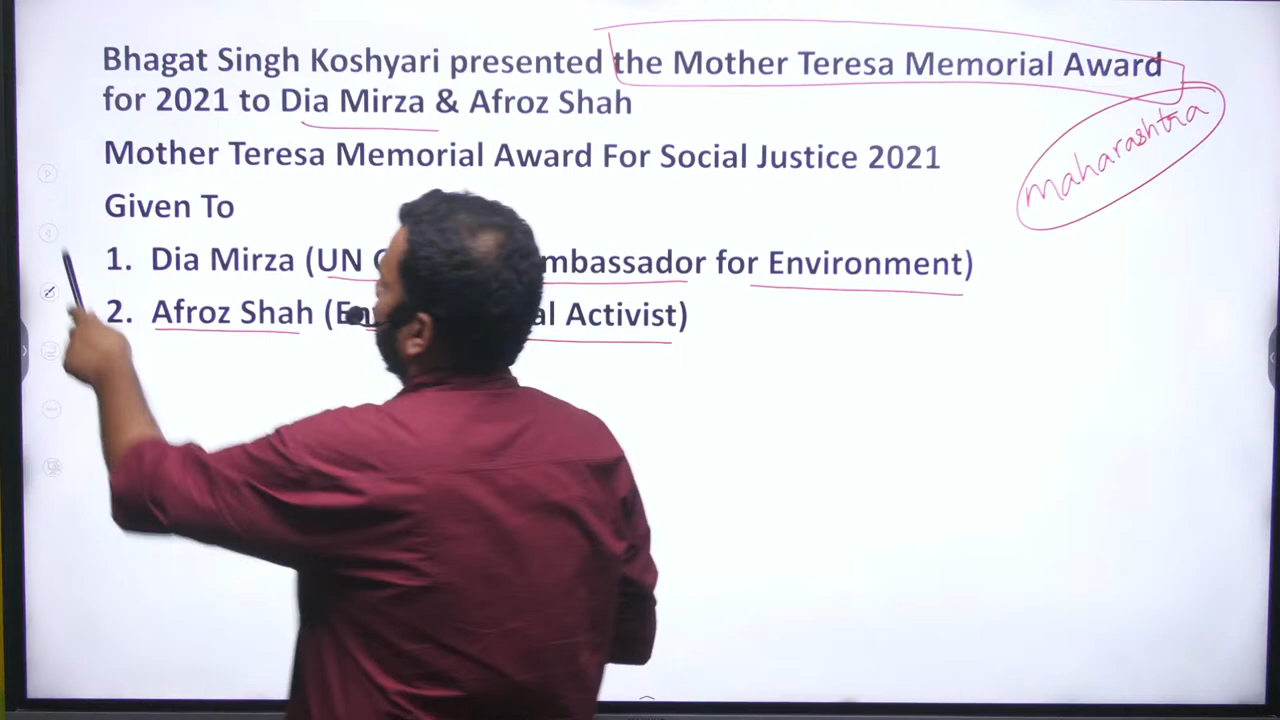 Bhagat Singh Koshyari presented the Mother Teresa Memorial Award
for 2021 to Dia Mirza & Afroz Shah
maharashtra
Mother Teresa Memorial Award For Social Justice 2021
Given To
1. Dia Mirza (UN mbassador for Environment)
2. Afroz Shah (En al Activist)